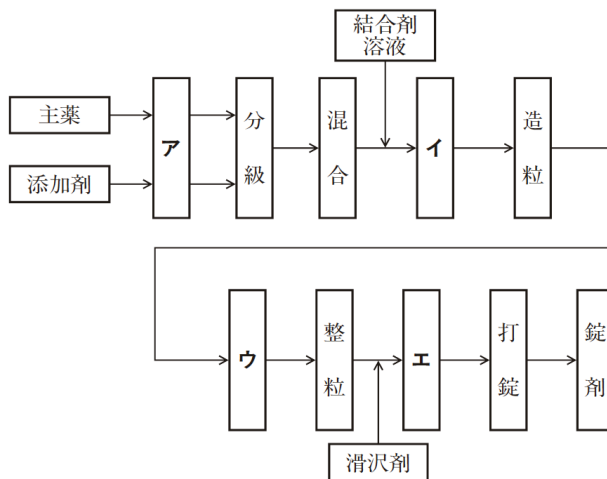 結合剤
溶液
主薬
添加剤
ア
分級
混合
イ
造粒
ウ
整粒
エ
打錠
錠剤
滑沢剤